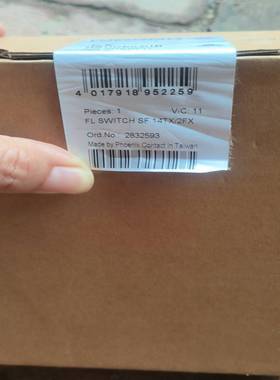 4 017918 952259
Pieces: 1 V/C: 11
FL SWITCH SF 14TX/2FX
Ord.No.: 2832593
Made by Phoenix Contact in Taiwan